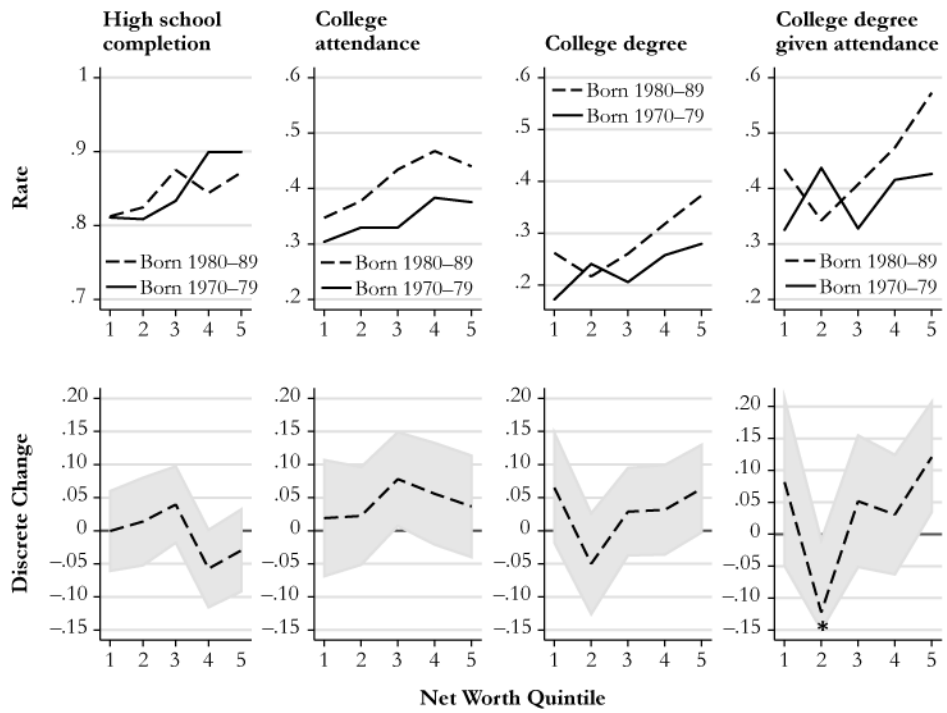 High school
completion
College
attendance
College degree
College degree
given attendance
Rate
1
.9
.8
.7
Born 1980–89
Born 1970–79
1 2 3 4 5
.6
.5
.4
.3
.2
Born 1980–89
Born 1970–79
1 2 3 4 5
.6
.5
.4
.3
.2
Born 1980–89
Born 1970–79
1 2 3 4 5
.6
.5
.4
.3
.2
Born 1980–89
Born 1970–79
1 2 3 4 5
Discrete Change
.20
.15
.10
.05
0
–.05
–.10
–.15
1 2 3 4 5
.20
.15
.10
.05
0
–.05
–.10
–.15
1 2 3 4 5
.20
.15
.10
.05
0
–.05
–.10
–.15
1 2 3 4 5
.20
.15
.10
.05
0
–.05
–.10
–.15
*
1 2 3 4 5
Net Worth Quintile